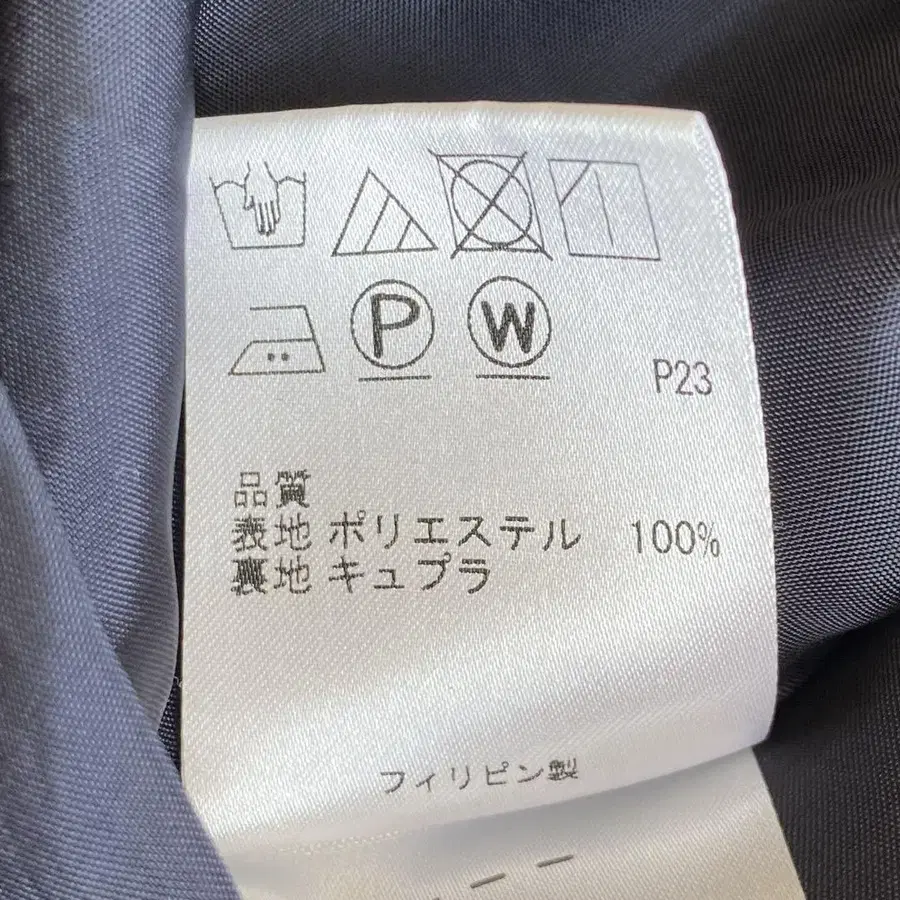 P W
P23
品質
表地 ポリエステル 100%
裏地 キュプラ
フィリピン製